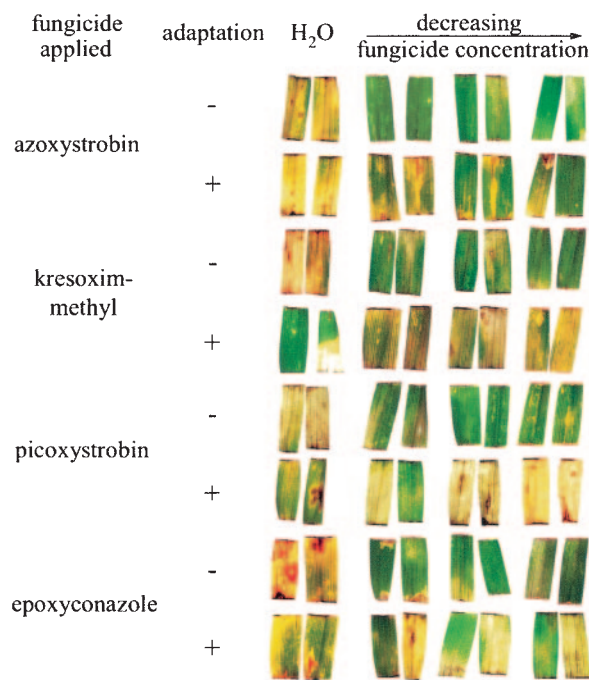 fungicide applied adaptation H₂O decreasing fungicide concentration
azoxystrobin
-
+
kresoxim-
methyl
-
+
picoxystrobin
-
+
epoxyconazole
-
+